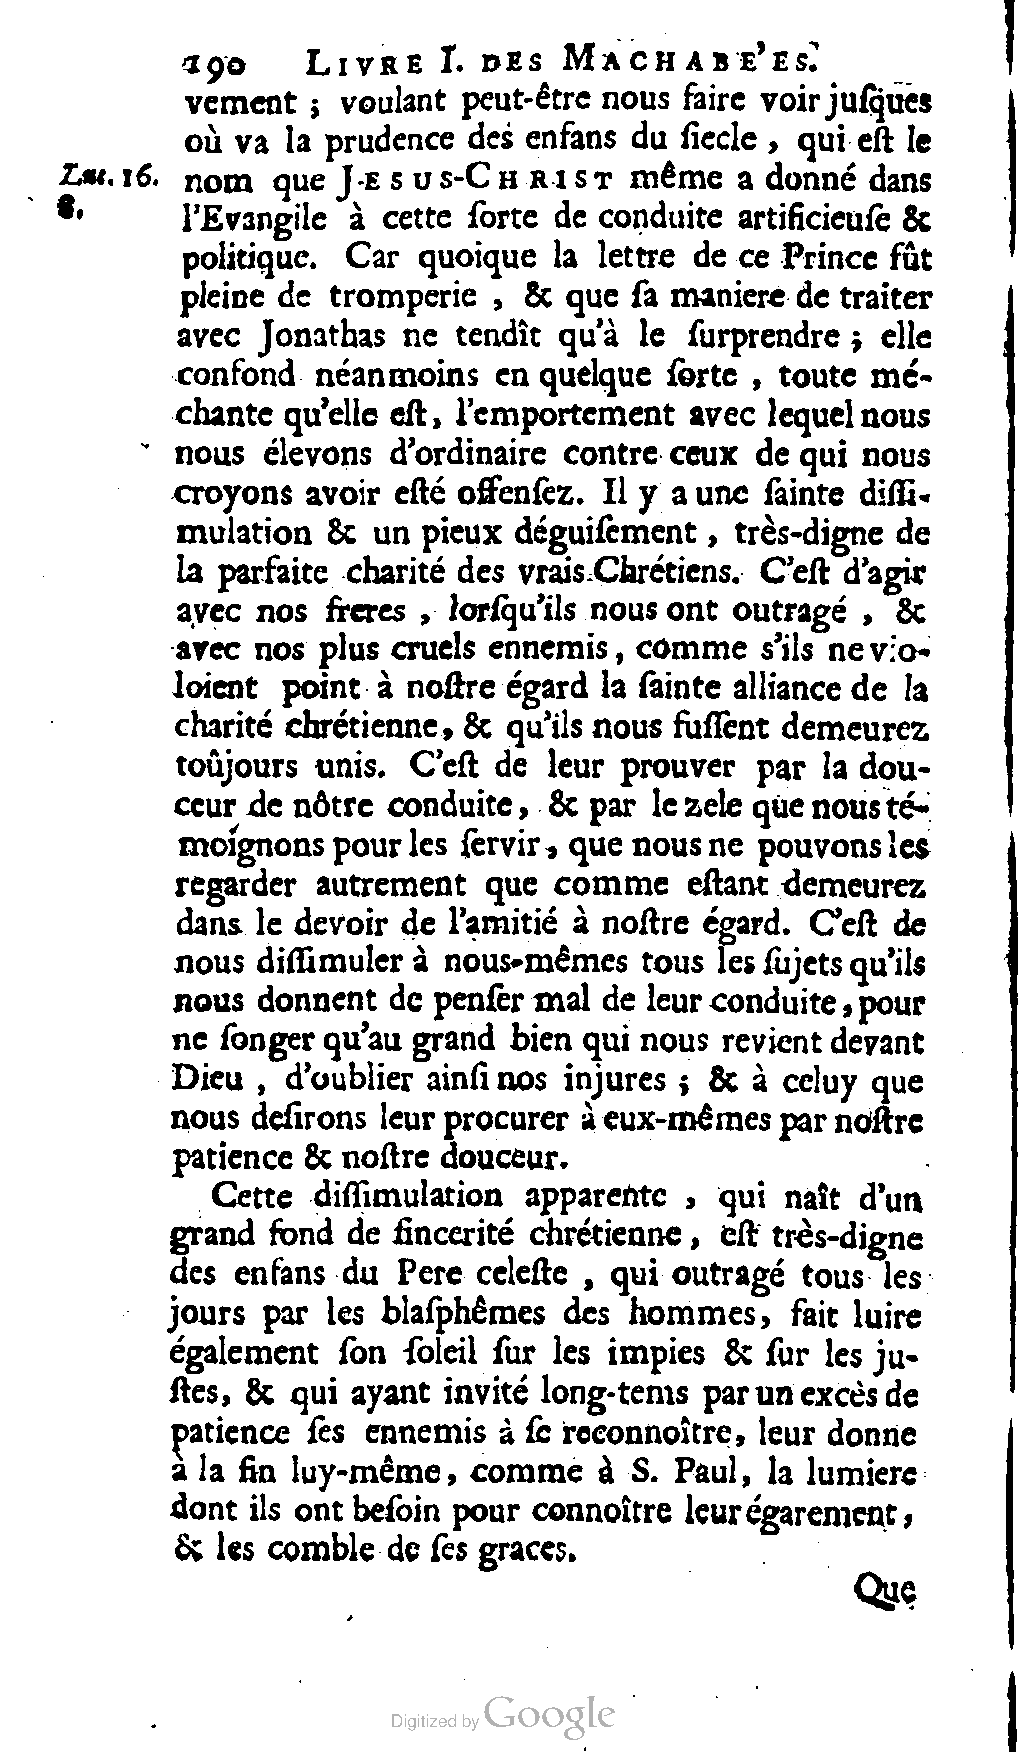 190 LIVRE I. DES MACHABE'ES.
vement ; voulant peut-être nous faire voir juſques
où va la prudence des enfans du ſiecle , qui eſt le
Luc. 16. nom que JESUS-CHRIST même a donné dans
8. l'Evangile à cette ſorte de conduite artificieuſe &
politique. Car quoique la lettre de ce Prince fût
pleine de tromperie , & que ſa maniere de traiter
avec Jonathas ne tendît qu'à le ſurprendre ; elle
confond néanmoins en quelque ſorte , toute mé-
chante qu'elle eſt, l'emportement avec lequel nous
nous élevons d'ordinaire contre ceux de qui nous
croyons avoir eſté offenſez. Il y a une ſainte diſſi-
mulation & un pieux déguiſement , très-digne de
la parfaite charité des vrais Chrétiens. C'eſt d'agir
avec nos freres , lorſqu'ils nous ont outragé , &
avec nos plus cruels ennemis, comme s'ils ne vio-
loient point à noſtre égard la ſainte alliance de la
charité chrétienne, & qu'ils nous fuſſent demeurez
toûjours unis. C'eſt de leur prouver par la dou-
ceur de nôtre conduite, & par le zele que nous té-
moignons pour les ſervir, que nous ne pouvons les
regarder autrement que comme eſtant demeurez
dans le devoir de l'amitié à noſtre égard. C'eſt de
nous diſſimuler à nous-mêmes tous les ſujets qu'ils
nous donnent de penſer mal de leur conduite, pour
ne ſonger qu'au grand bien qui nous revient devant
Dieu , d'oublier ainſi nos injures ; & à celuy que
nous deſirons leur procurer à eux-mêmes par noſtre
patience & noſtre douceur.
Cette diſſimulation apparente , qui naît d'un
grand fond de ſincerité chrétienne, eſt très-digne
des enfans du Pere celeſte , qui outragé tous les
jours par les blaſphêmes des hommes, fait luire
également ſon ſoleil ſur les impies & ſur les ju-
ſtes, & qui ayant invité long-tems par un excès de
patience ſes ennemis à ſe reconnoître, leur donne
à la fin luy-même, comme à S. Paul, la lumiere
dont ils ont beſoin pour connoître leur égarement,
& les comble de ſes graces.
Que
Digitized by Google